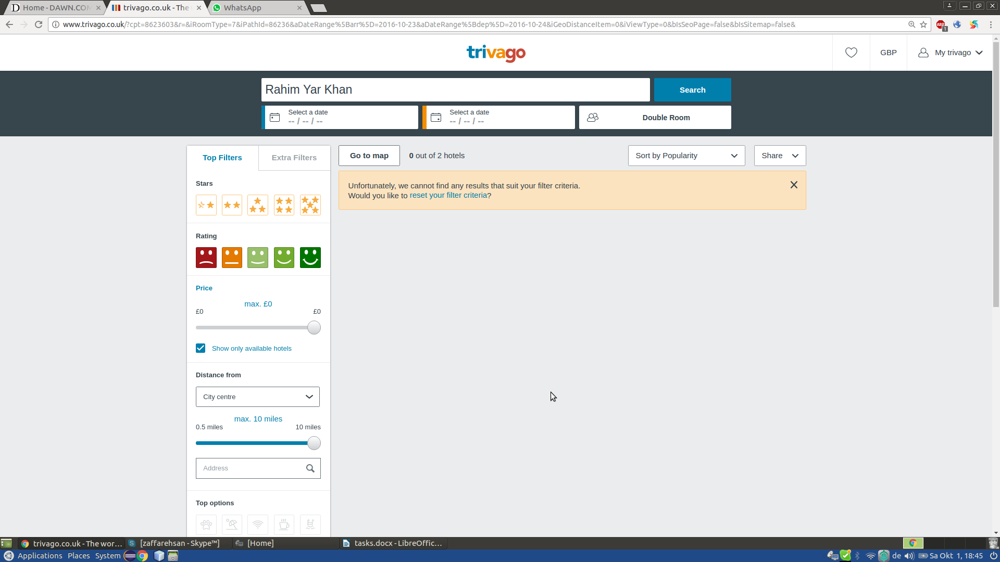 Home - DAWN.COM
trivago.co.uk - The w
WhatsApp
www.trivago.co.uk/?cpt=8623603&r=&iRoomType=7&iPathId=86236&aDateRange%5Barr%5D=2016-10-23&aDateRange%5Bdep%5D=2016-10-24&iGeoDistanceItem=0&iViewType=0&bIsSeoPage=false&bIsSitemap=false&
ABP
1
trivago
GBP
My trivago
Rahim Yar Khan
Search
Select a date
-- / -- / --
Select a date
-- / -- / --
Double Room
Top Filters
Extra Filters
Go to map
0 out of 2 hotels
Sort by Popularity
Share
Unfortunately, we cannot find any results that suit your filter criteria.
Would you like to reset your filter criteria?
Stars
Rating
Price
max. £0
£0
£0
Show only available hotels
Distance from
City centre
max. 10 miles
0.5 miles
10 miles
Address
Top options
trivago.co.uk - The wor...
[zaffarehsan - Skype™]
[Home]
tasks.docx - LibreOffic...
Applications
Places
System
de
Sa Okt 1, 18:45